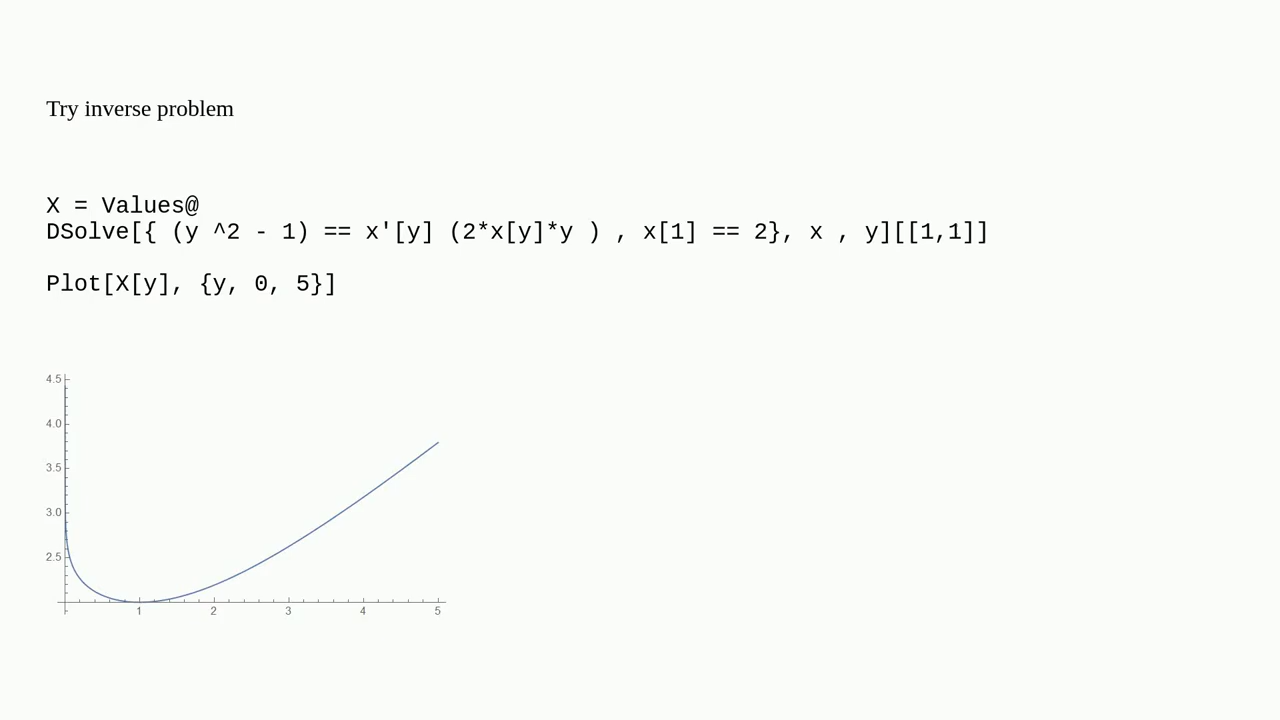 Try inverse problem
X = Values@
DSolve[{ (y ^2 - 1) == x'[y] (2*x[y]*y ) , x[1] == 2}, x , y][[1,1]]
Plot[X[y], {y, 0, 5}]
4.5
4.0
3.5
3.0
2.5
1 2 3 4 5